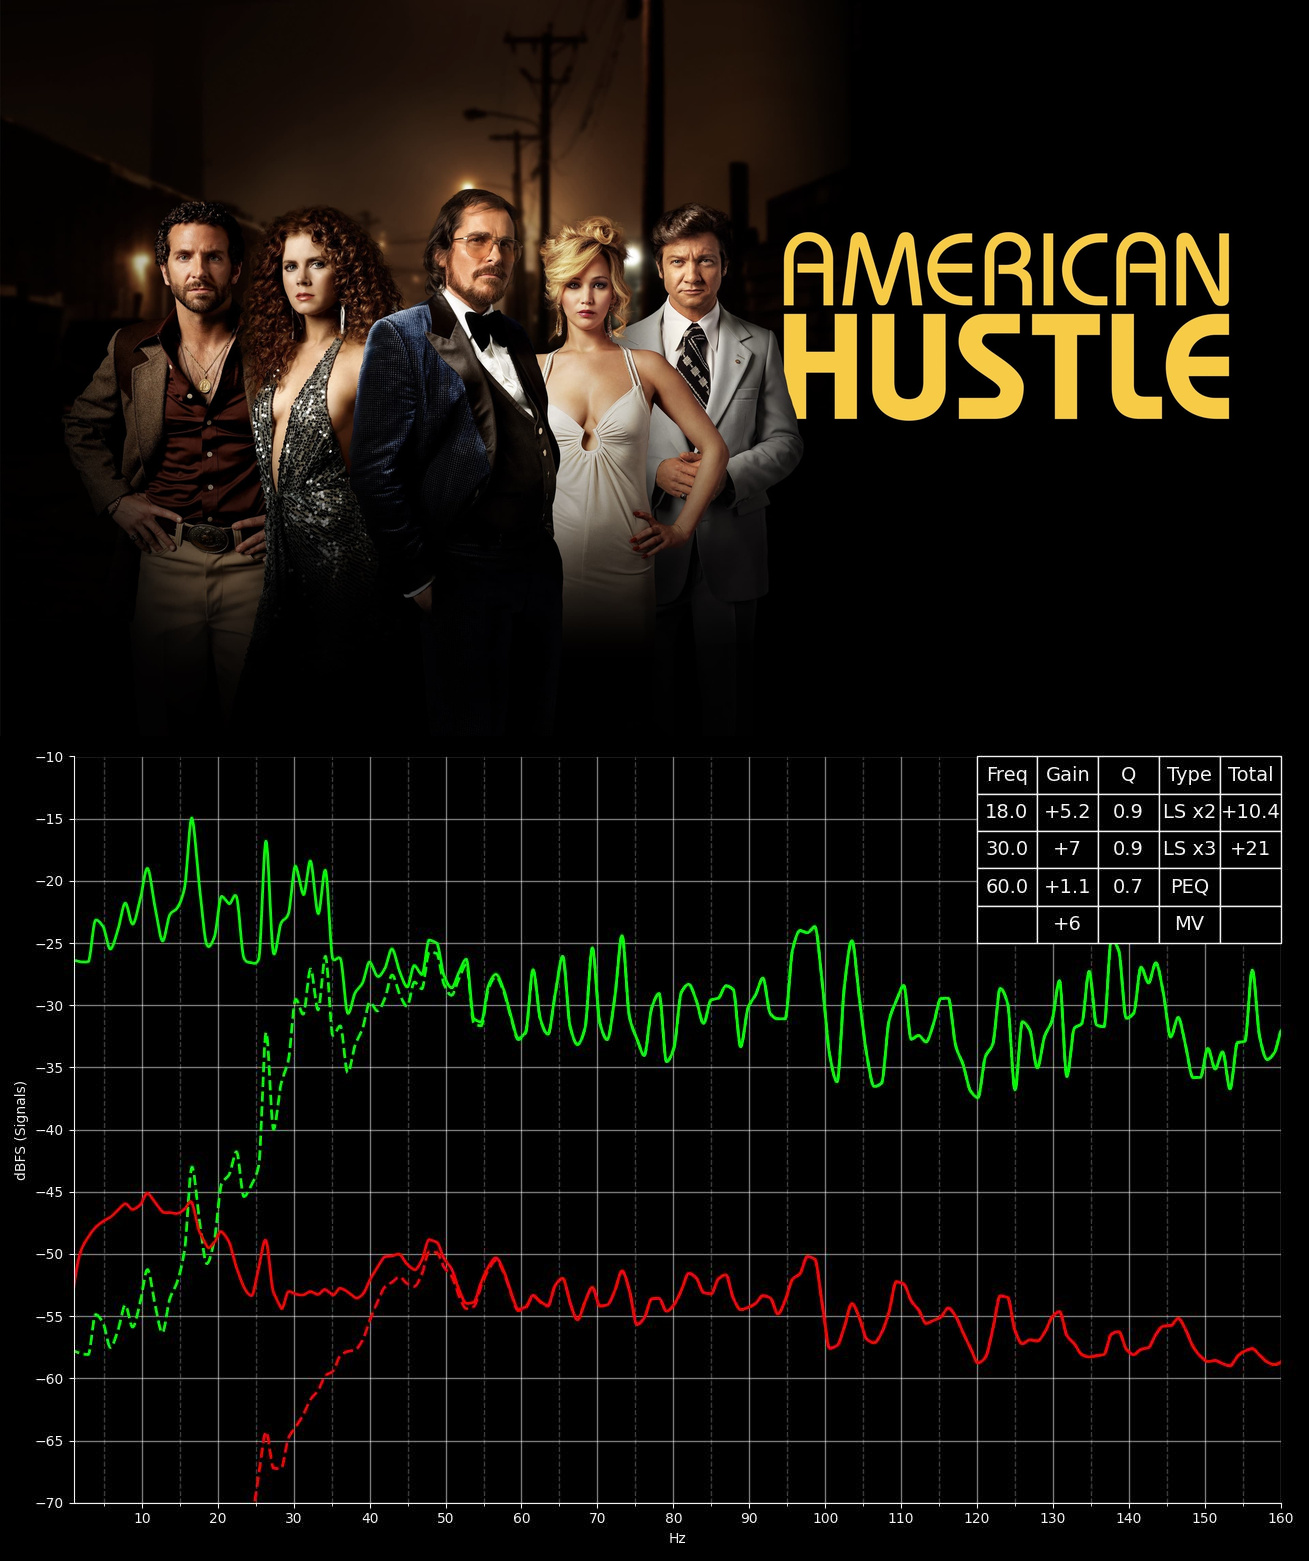 AMERICAN
HUSTLE
Freq Gain Q Type Total
18.0 +5.2 0.9 LS x2 +10.4
30.0 +7 0.9 LS x3 +21
60.0 +1.1 0.7 PEQ
+6 MV
−10
−15
−20
−25
−30
−35
−40
−45
−50
−55
−60
−65
−70
dBFS (Signals)
10 20 30 40 50 60 70 80 90 100 110 120 130 140 150 160
Hz